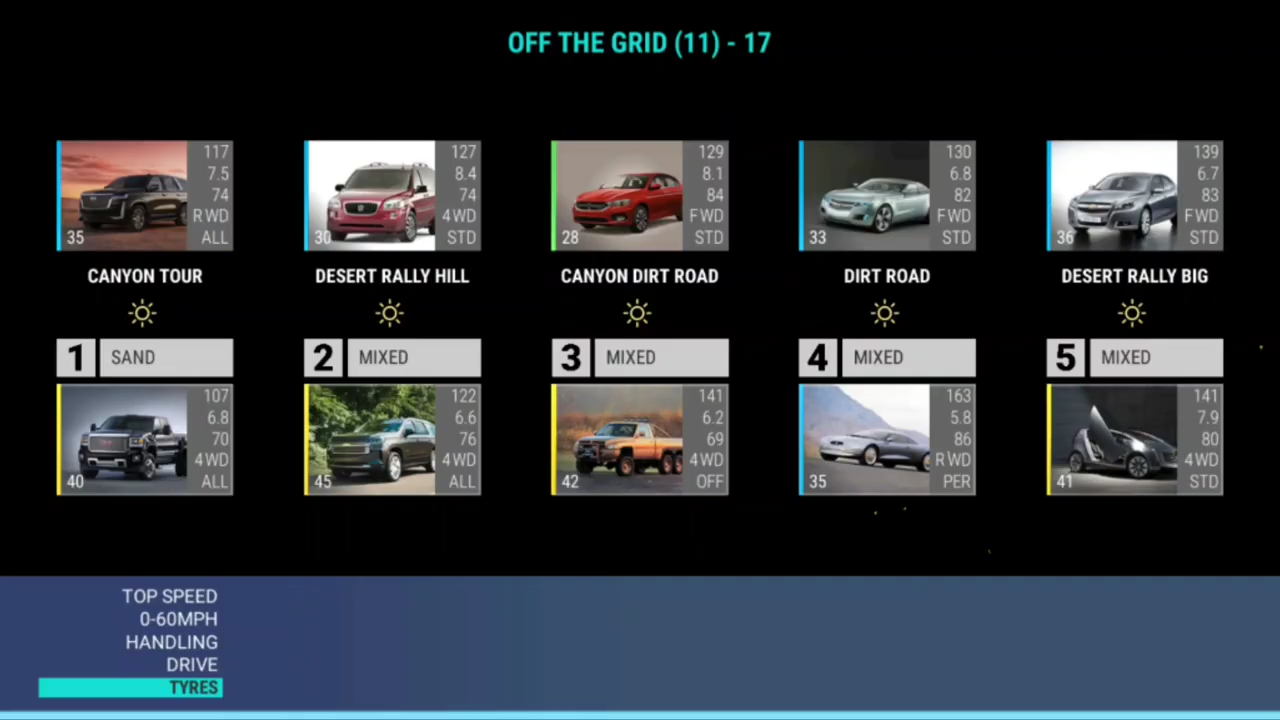 OFF THE GRID (11) - 17
117
7.5
74
RWD
35 ALL
127
8.4
74
4WD
30 STD
129
8.1
84
FWD
28 STD
130
6.8
82
FWD
33 STD
139
6.7
83
FWD
36 STD
CANYON TOUR
DESERT RALLY HILL
CANYON DIRT ROAD
DIRT ROAD
DESERT RALLY BIG
1 SAND
2 MIXED
3 MIXED
4 MIXED
5 MIXED
107
6.8
70
4WD
40 ALL
122
6.6
76
4WD
45 ALL
141
6.2
69
4WD
42 OFF
163
5.8
86
RWD
35 PER
141
7.9
80
4WD
41 STD
TOP SPEED
0-60MPH
HANDLING
DRIVE
TYRES